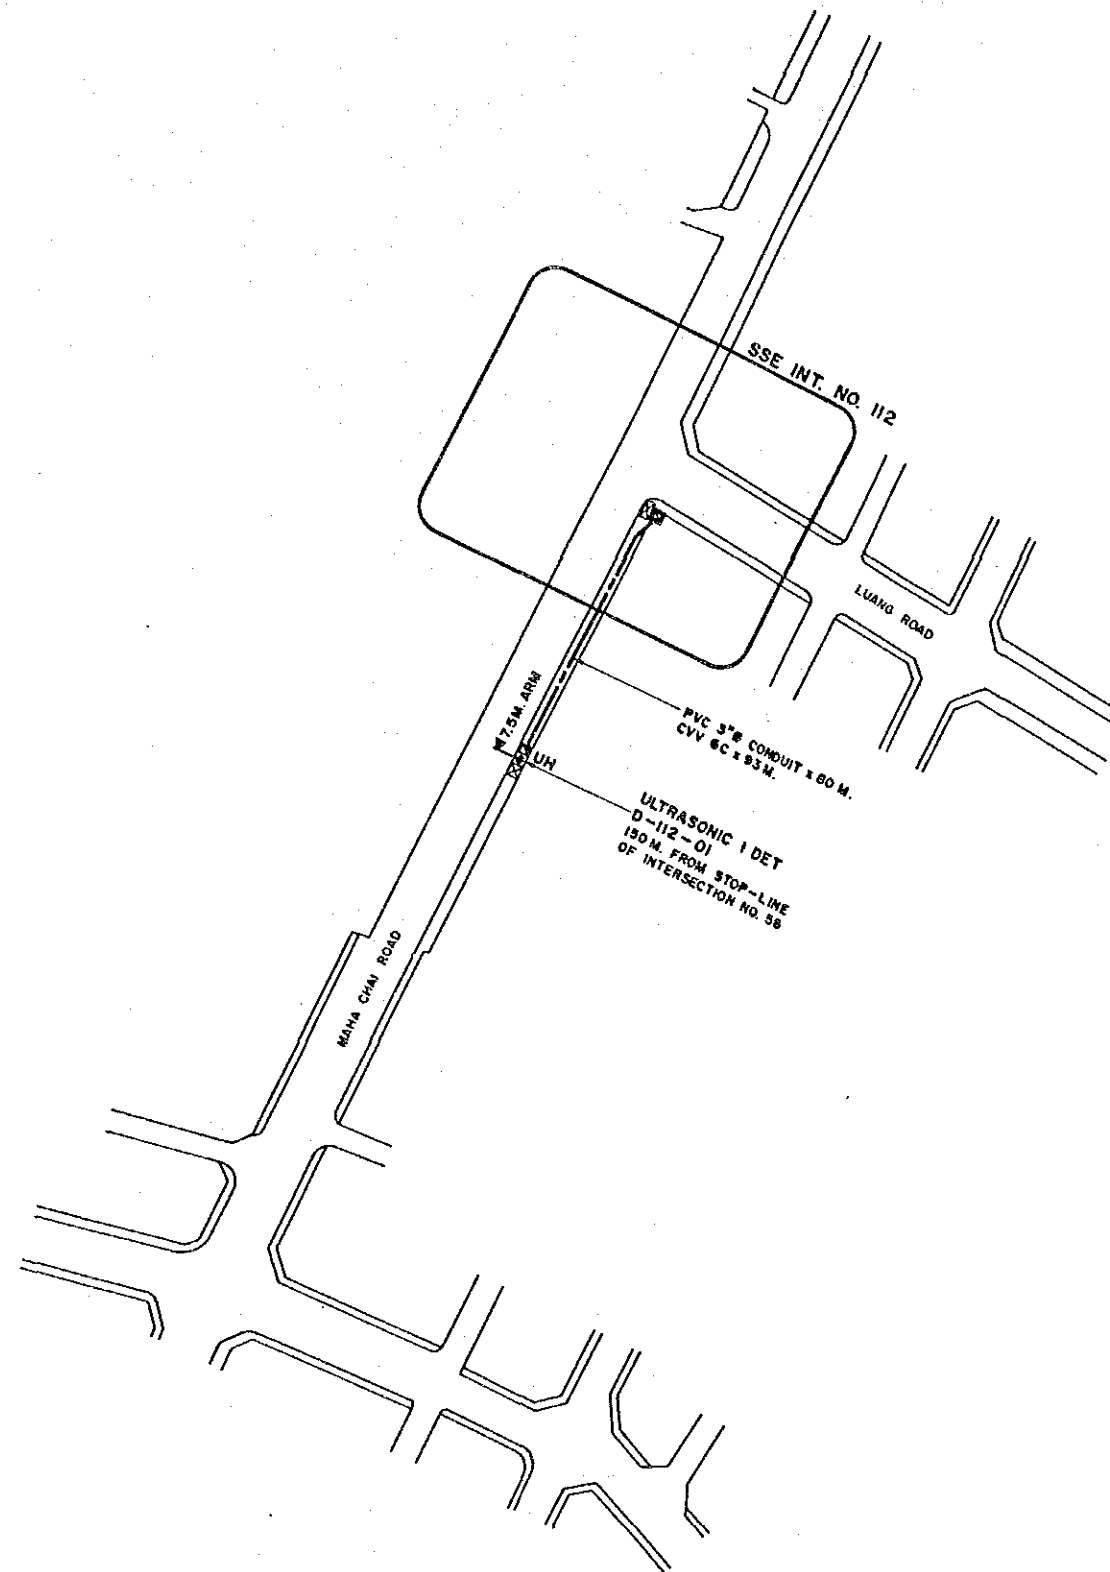 SSE INT. NO. 112
LUANG ROAD
7.5M. ARM
PVC 3"ø CONDUIT x 80 M.
CVV 6C x 93 M.
UH
ULTRASONIC 1 DET
D-112-01
150 M. FROM STOP-LINE
OF INTERSECTION NO. 58
MAHA CHAI ROAD